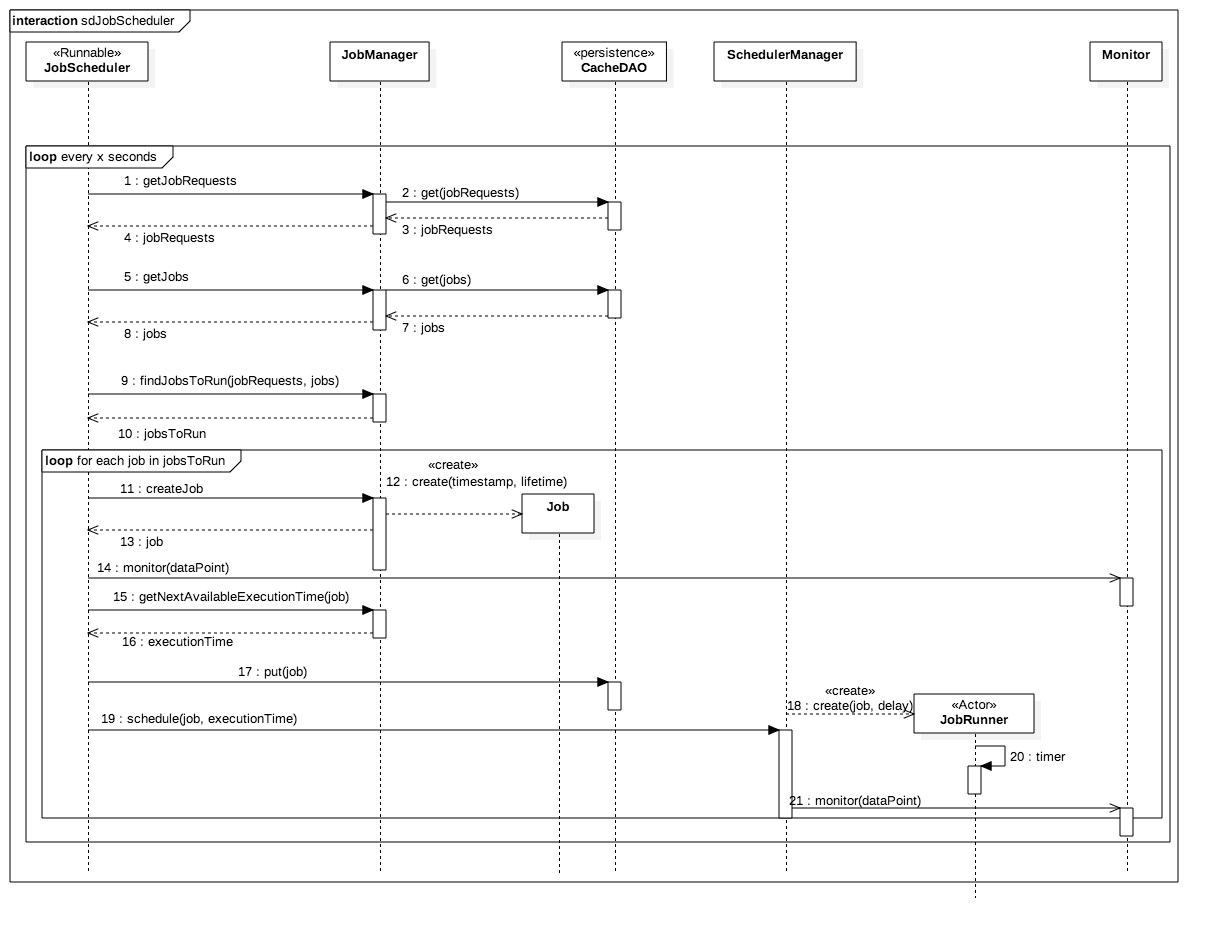 interaction sdJobScheduler
«Runnable»
JobScheduler
JobManager
«persistence»
CacheDAO
SchedulerManager
Monitor
loop every x seconds
1 : getJobRequests
2 : get(jobRequests)
3 : jobRequests
4 : jobRequests
5 : getJobs
6 : get(jobs)
7 : jobs
8 : jobs
9 : findJobsToRun(jobRequests, jobs)
10 : jobsToRun
loop for each job in jobsToRun
«create»
12 : create(timestamp, lifetime)
11 : createJob
Job
13 : job
14 : monitor(dataPoint)
15 : getNextAvailableExecutionTime(job)
16 : executionTime
17 : put(job)
«create»
18 : create(job, delay)
«Actor»
JobRunner
19 : schedule(job, executionTime)
20 : timer
21 : monitor(dataPoint)